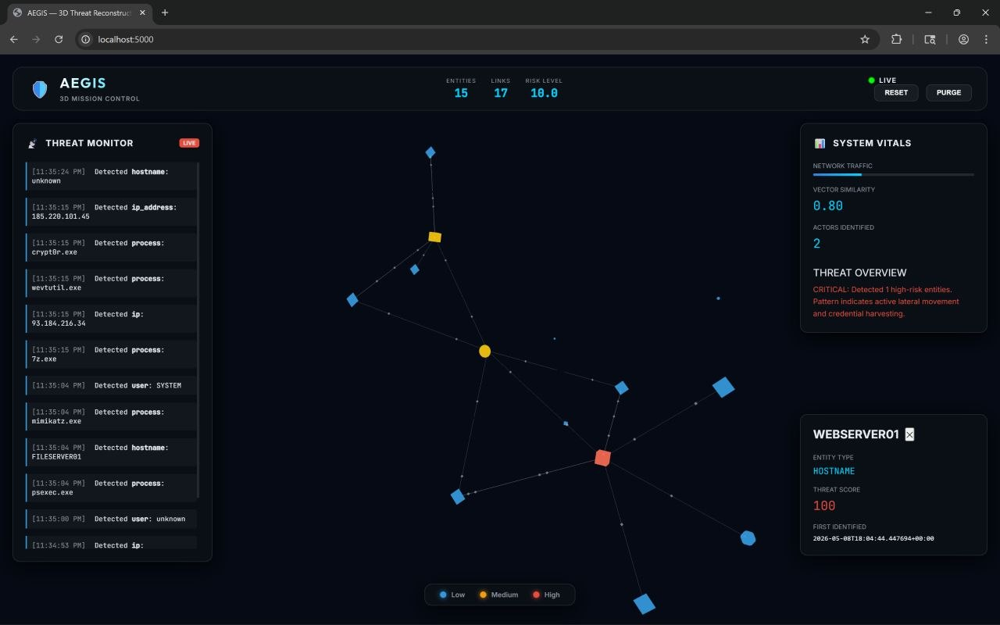 AEGIS — 3D Threat Reconstruc
localhost:5000
AEGIS
3D MISSION CONTROL
ENTITIES LINKS RISK LEVEL
15 17 10.0
LIVE
RESET PURGE
THREAT MONITOR LIVE
[11:35:24 PM] Detected hostname:
unknown
[11:35:15 PM] Detected ip_address:
185.220.101.45
[11:35:15 PM] Detected process:
crypt0r.exe
[11:35:15 PM] Detected process:
wevtutil.exe
[11:35:15 PM] Detected ip:
93.184.216.34
[11:35:15 PM] Detected process:
7z.exe
[11:35:04 PM] Detected user: SYSTEM
[11:35:04 PM] Detected process:
mimikatz.exe
[11:35:04 PM] Detected hostname:
FILESERVER01
[11:35:04 PM] Detected process:
psexec.exe
[11:35:00 PM] Detected user: unknown
[11:34:53 PM] Detected ip:
Low Medium High
SYSTEM VITALS
NETWORK TRAFFIC
VECTOR SIMILARITY
0.80
ACTORS IDENTIFIED
2
THREAT OVERVIEW
CRITICAL: Detected 1 high-risk entities.
Pattern indicates active lateral movement
and credential harvesting.
WEBSERVER01
ENTITY TYPE
HOSTNAME
THREAT SCORE
100
FIRST IDENTIFIED
2026-05-08T18:04:44.447694+00:00